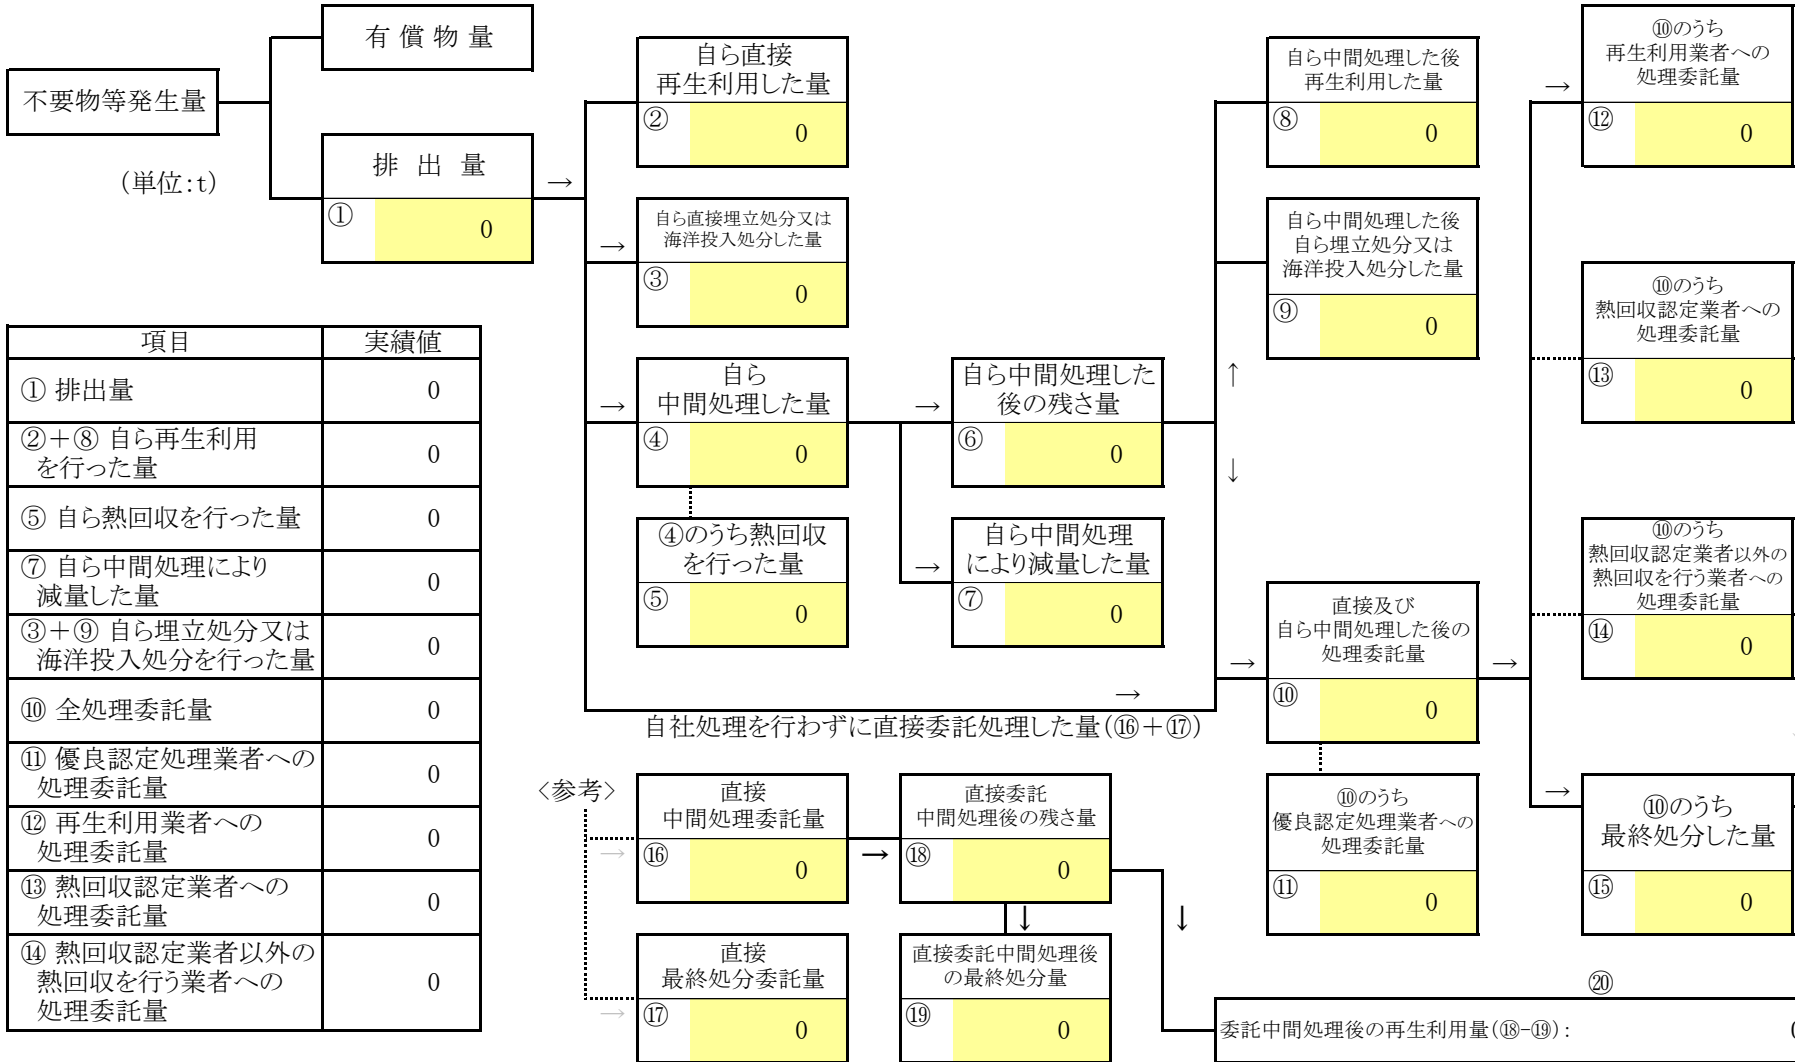 有 償 物 量
不要物等発生量
(単位:t)
排 出 量
→
①
0
自ら直接
再生利用した量
②
0
→
自ら直接埋立処分又は
海洋投入処分した量
③
0
→
自ら
中間処理した量
④
0
④のうち熱回収
を行った量
⑤
0
→
自ら中間処理した
後の残さ量
⑥
0
→
自ら中間処理
により減量した量
⑦
0
→
自社処理を行わずに直接委託処理した量(⑯+⑰)
自ら中間処理した後
再生利用した量
⑧
0
自ら中間処理した後
自ら埋立処分又は
海洋投入処分した量
⑨
0
↑
↓
→
直接及び
自ら中間処理した後の
処理委託量
⑩
0
→
⑩のうち
優良認定処理業者への
処理委託量
⑪
0
→
⑩のうち
再生利用業者への
処理委託量
⑫
0
⑩のうち
熱回収認定業者への
処理委託量
⑬
0
⑩のうち
熱回収認定業者以外の
熱回収を行う業者への
処理委託量
⑭
0
→
⑩のうち
最終処分した量
⑮
0
項目 実績値
① 排出量 0
②+⑧ 自ら再生利用
を行った量 0
⑤ 自ら熱回収を行った量 0
⑦ 自ら中間処理により
減量した量 0
③+⑨ 自ら埋立処分又は
海洋投入処分を行った量 0
⑩ 全処理委託量 0
⑪ 優良認定処理業者への
処理委託量 0
⑫ 再生利用業者への
処理委託量 0
⑬ 熱回収認定業者への
処理委託量 0
⑭ 熱回収認定業者以外の
熱回収を行う業者への
処理委託量 0
<参考>
→
直接
中間処理委託量
⑯
0
→
直接委託
中間処理後の残さ量
⑱
0
↓
↓
→
直接
最終処分委託量
⑰
0
直接委託中間処理後
の最終処分量
⑲
0
⑳
委託中間処理後の再生利用量(⑱-⑲):